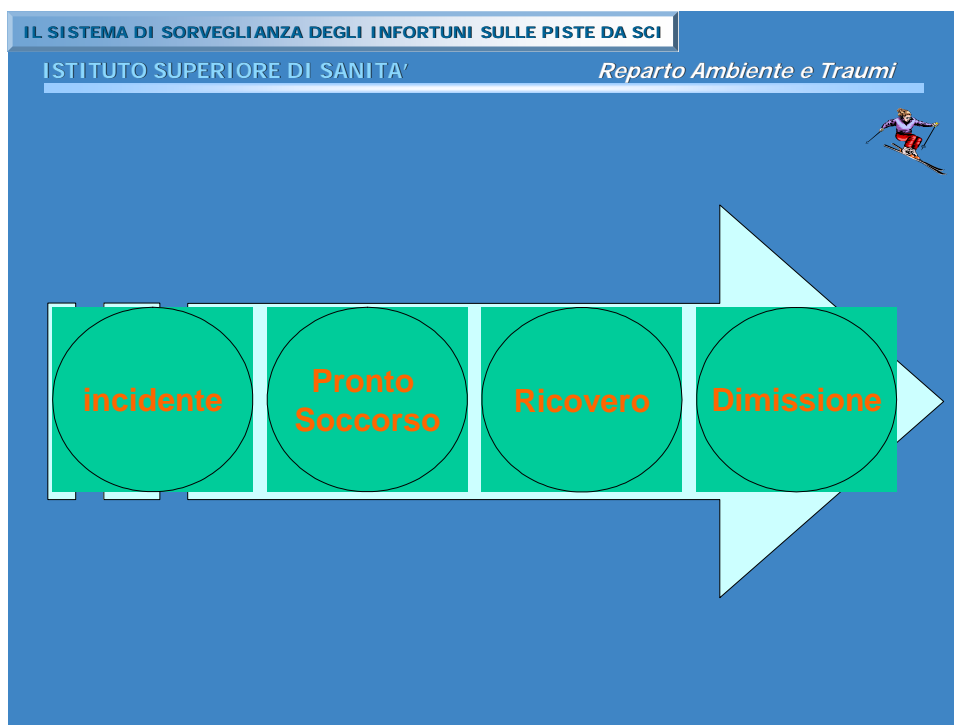 IL SISTEMA DI SORVEGLIANZA DEGLI INFORTUNI SULLE PISTE DA SCI
ISTITUTO SUPERIORE DI SANITA’ Reparto Ambiente e Traumi
incidente
Pronto
Soccorso
Ricovero
Dimissione